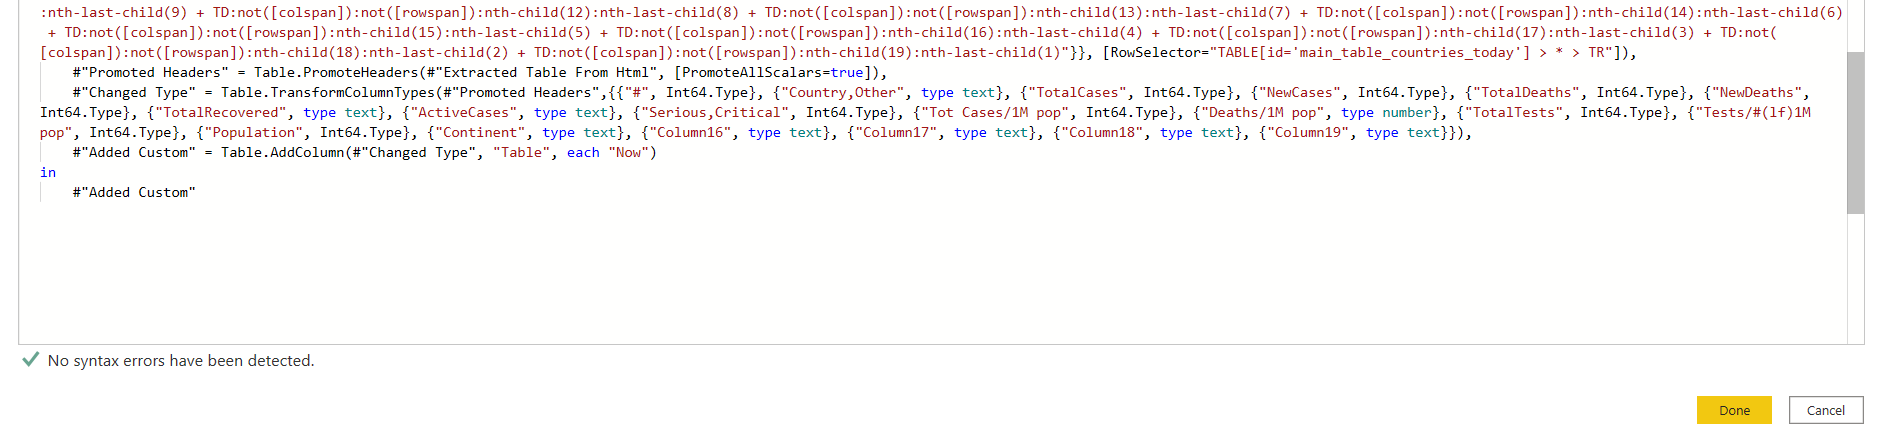 :nth-last-child(9) + TD:not([colspan]):not([rowspan]):nth-child(12):nth-last-child(8) + TD:not([colspan]):not([rowspan]):nth-child(13):nth-last-child(7) + TD:not([colspan]):not([rowspan]):nth-child(14):nth-last-child(6)
+ TD:not([colspan]):not([rowspan]):nth-child(15):nth-last-child(5) + TD:not([colspan]):not([rowspan]):nth-child(16):nth-last-child(4) + TD:not([colspan]):not([rowspan]):nth-child(17):nth-last-child(3) + TD:not(
[colspan]):not([rowspan]):nth-child(18):nth-last-child(2) + TD:not([colspan]):not([rowspan]):nth-child(19):nth-last-child(1)"}}, [RowSelector="TABLE[id='main_table_countries_today'] > * > TR"]),
#"Promoted Headers" = Table.PromoteHeaders(#"Extracted Table From Html", [PromoteAllScalars=true]),
#"Changed Type" = Table.TransformColumnTypes(#"Promoted Headers",{{"#", Int64.Type}, {"Country,Other", type text}, {"TotalCases", Int64.Type}, {"NewCases", Int64.Type}, {"TotalDeaths", Int64.Type}, {"NewDeaths",
Int64.Type}, {"TotalRecovered", type text}, {"ActiveCases", type text}, {"Serious,Critical", Int64.Type}, {"Tot Cases/1M pop", Int64.Type}, {"Deaths/1M pop", type number}, {"TotalTests", Int64.Type}, {"Tests/#(lf)1M
pop", Int64.Type}, {"Population", Int64.Type}, {"Continent", type text}, {"Column16", type text}, {"Column17", type text}, {"Column18", type text}, {"Column19", type text}}),
#"Added Custom" = Table.AddColumn(#"Changed Type", "Table", each "Now")
in
#"Added Custom"
No syntax errors have been detected.
Done
Cancel